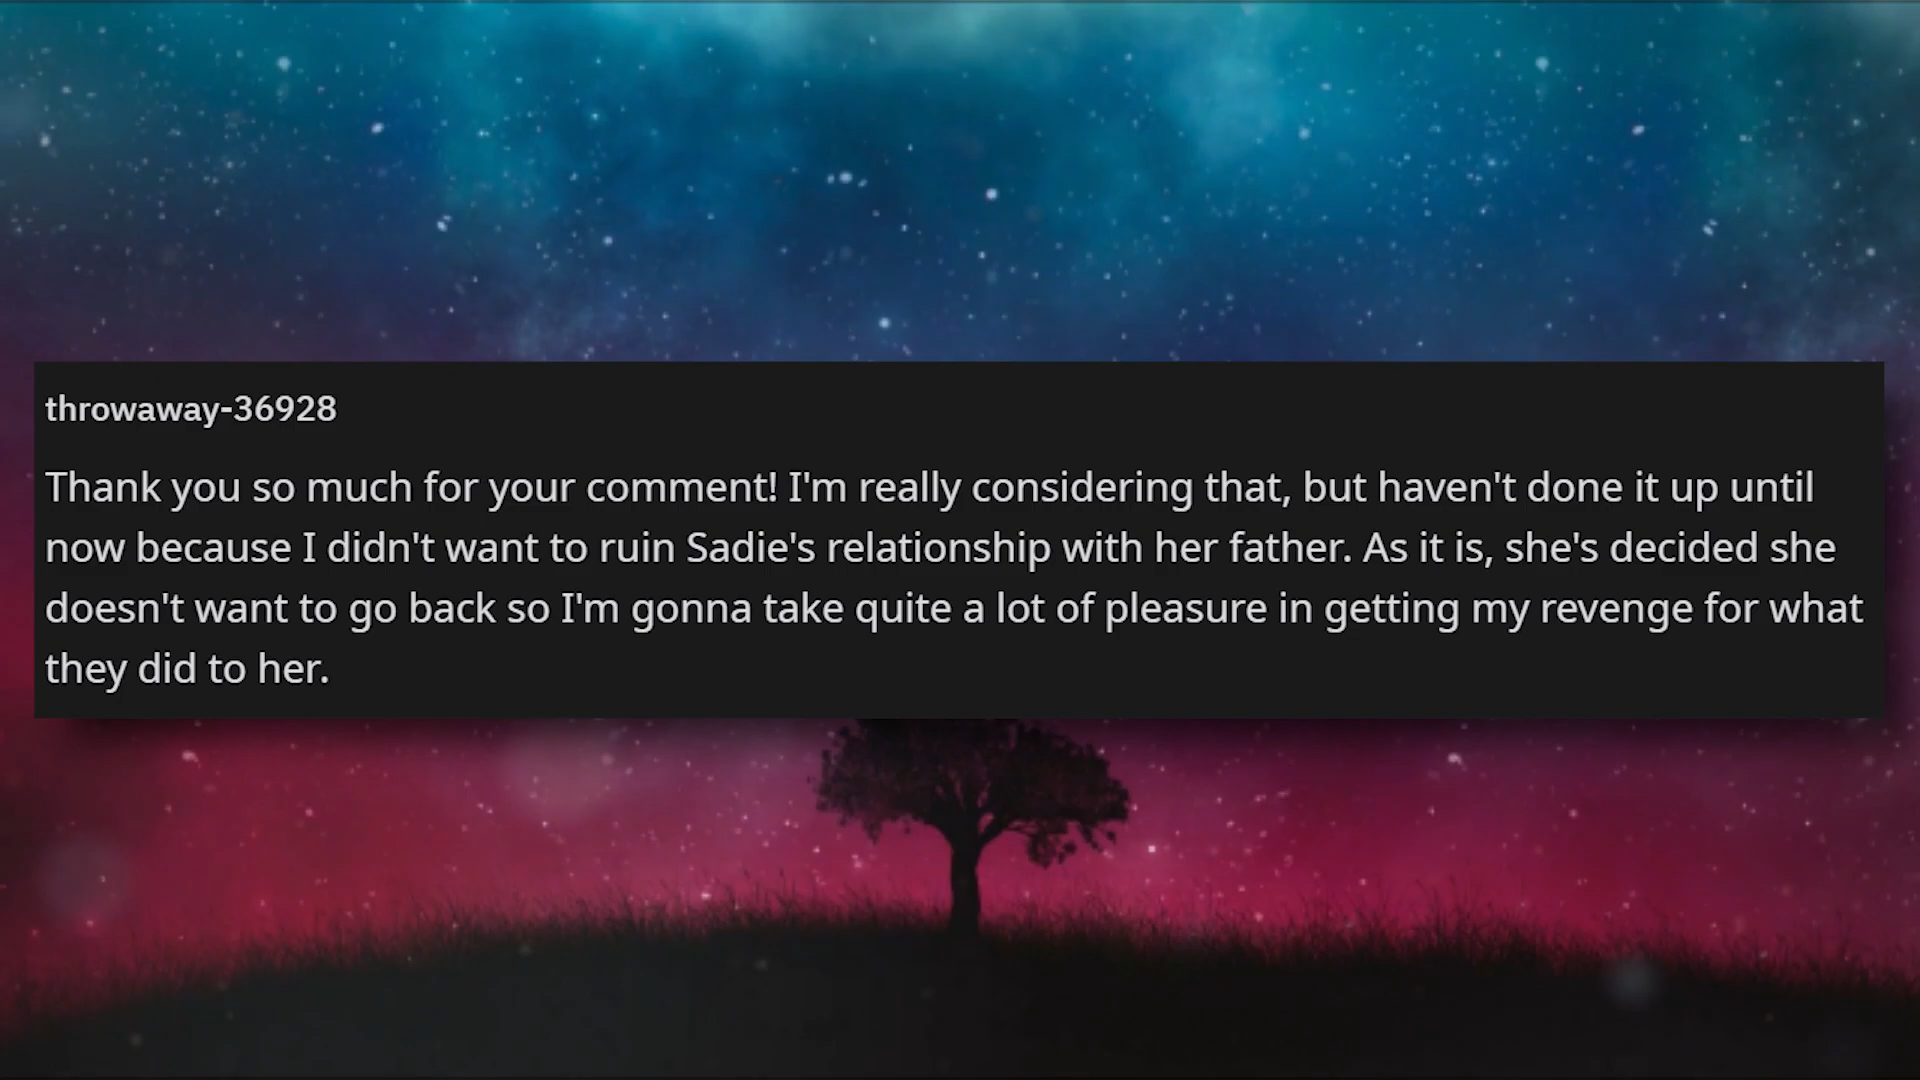 throwaway-36928
Thank you so much for your comment! I'm really considering that, but haven't done it up until
now because I didn't want to ruin Sadie's relationship with her father. As it is, she's decided she
doesn't want to go back so I'm gonna take quite a lot of pleasure in getting my revenge for what
they did to her.